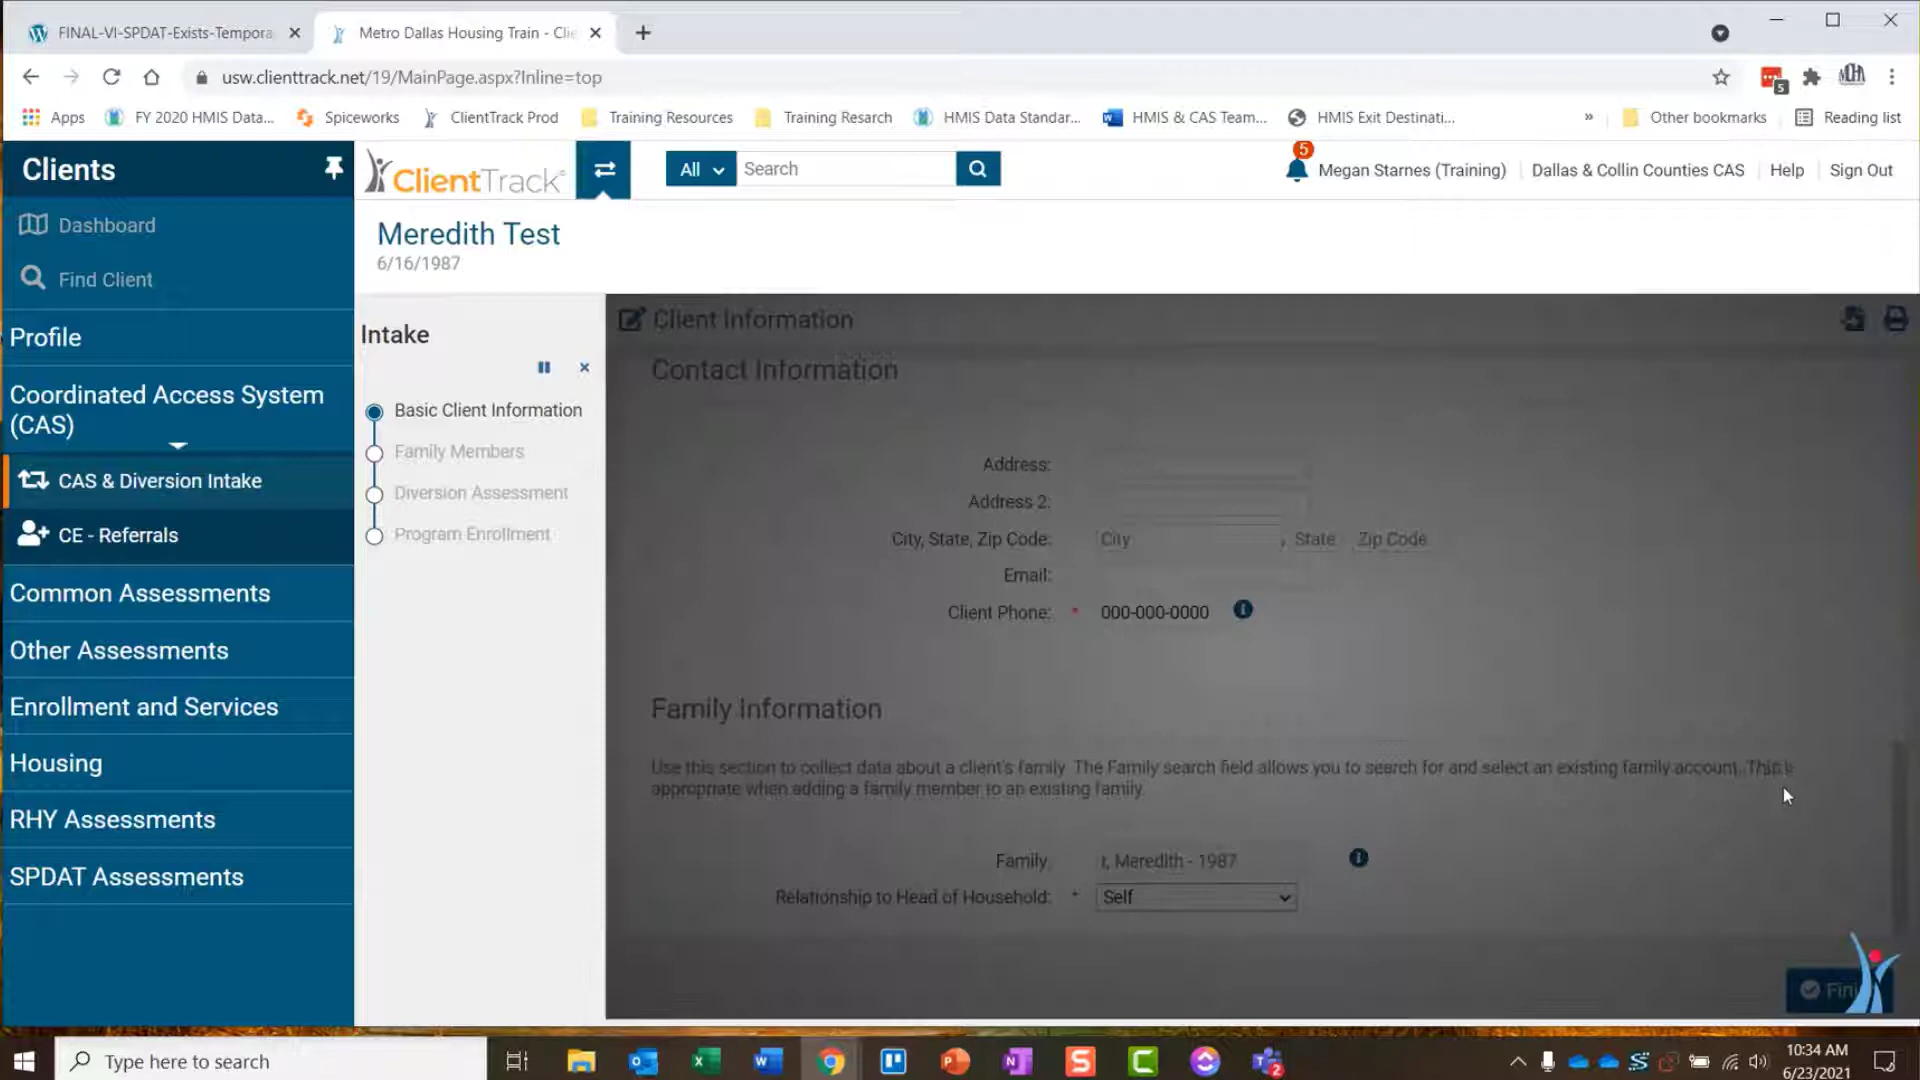 FINAL-VI-SPDAT-Exists-Tempora
Metro Dallas Housing Train - Clie
usw.clienttrack.net/19/MainPage.aspx?Inline=top
5
Apps
FY 2020 HMIS Data...
Spiceworks
ClientTrack Prod
Training Resources
Training Resarch
HMIS Data Standar...
HMIS & CAS Team...
HMIS Exit Destinati...
»
Other bookmarks
Reading list
Clients
ClientTrack
All
Search
5
Megan Starnes (Training)
Dallas & Collin Counties CAS
Help
Sign Out
Dashboard
Find Client
Profile
Coordinated Access System
(CAS)
CAS & Diversion Intake
CE - Referrals
Common Assessments
Other Assessments
Enrollment and Services
Housing
RHY Assessments
SPDAT Assessments
Meredith Test
6/16/1987
Intake
Basic Client Information
Family Members
Diversion Assessment
Program Enrollment
Client Information
Contact Information
Address:
Address 2:
City, State, Zip Code: City , State Zip Code
Email:
Client Phone: * 000-000-0000
Family Information
Use this section to collect data about a client's family. The Family search field allows you to search for and select an existing family account. This is
appropriate when adding a family member to an existing family.
Family: r, Meredith - 1987
Relationship to Head of Household: * Self
Type here to search
2
10:34 AM
6/23/2021